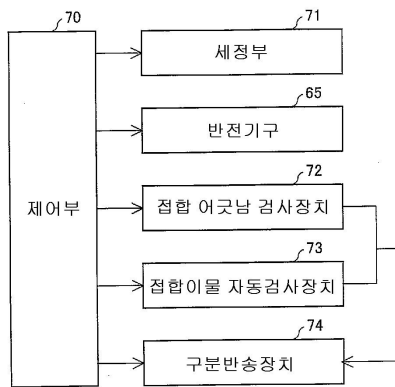 70
71
세정부
65
반전기구
72
제어부
접합 어긋남 검사장치
73
접합이물 자동검사장치
74
구분반송장치